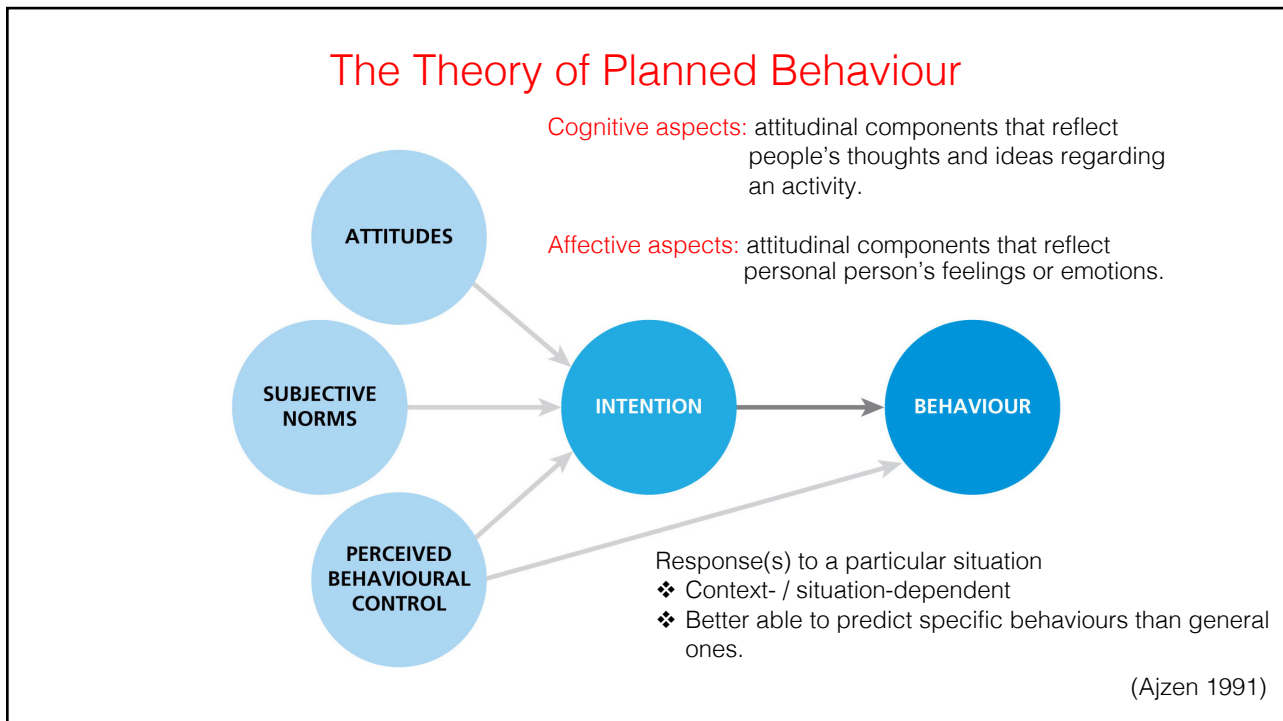 The Theory of Planned Behaviour
Cognitive aspects: attitudinal components that reflect
people's thoughts and ideas regarding
an activity.
ATTITUDES
Affective aspects: attitudinal components that reflect
personal person's feelings or emotions.
SUBJECTIVE
NORMS
INTENTION
BEHAVIOUR
PERCEIVED
BEHAVIOURAL
CONTROL
Response(s) to a particular situation
❖ Context- / situation-dependent
❖ Better able to predict specific behaviours than general
ones.
(Ajzen 1991)